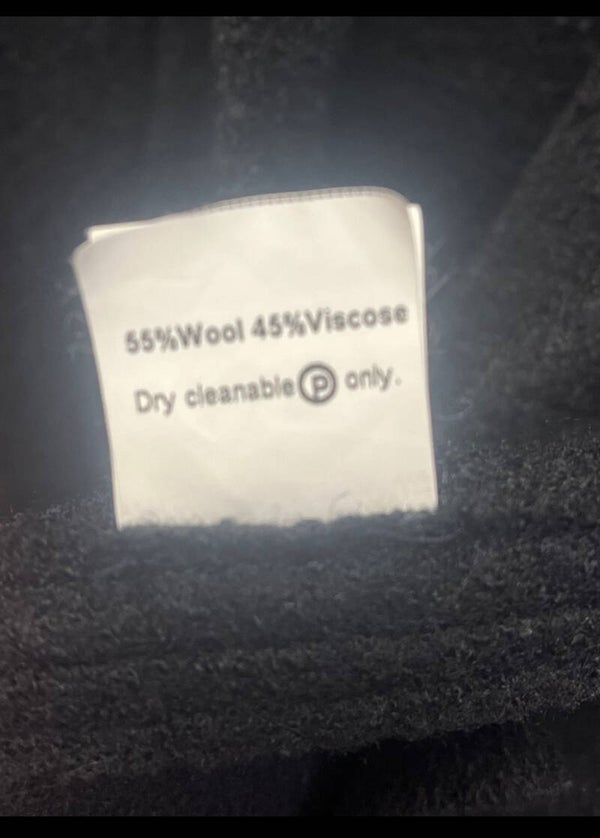 55%Wool 45%Viscose
Dry cleanable Ⓟ only.